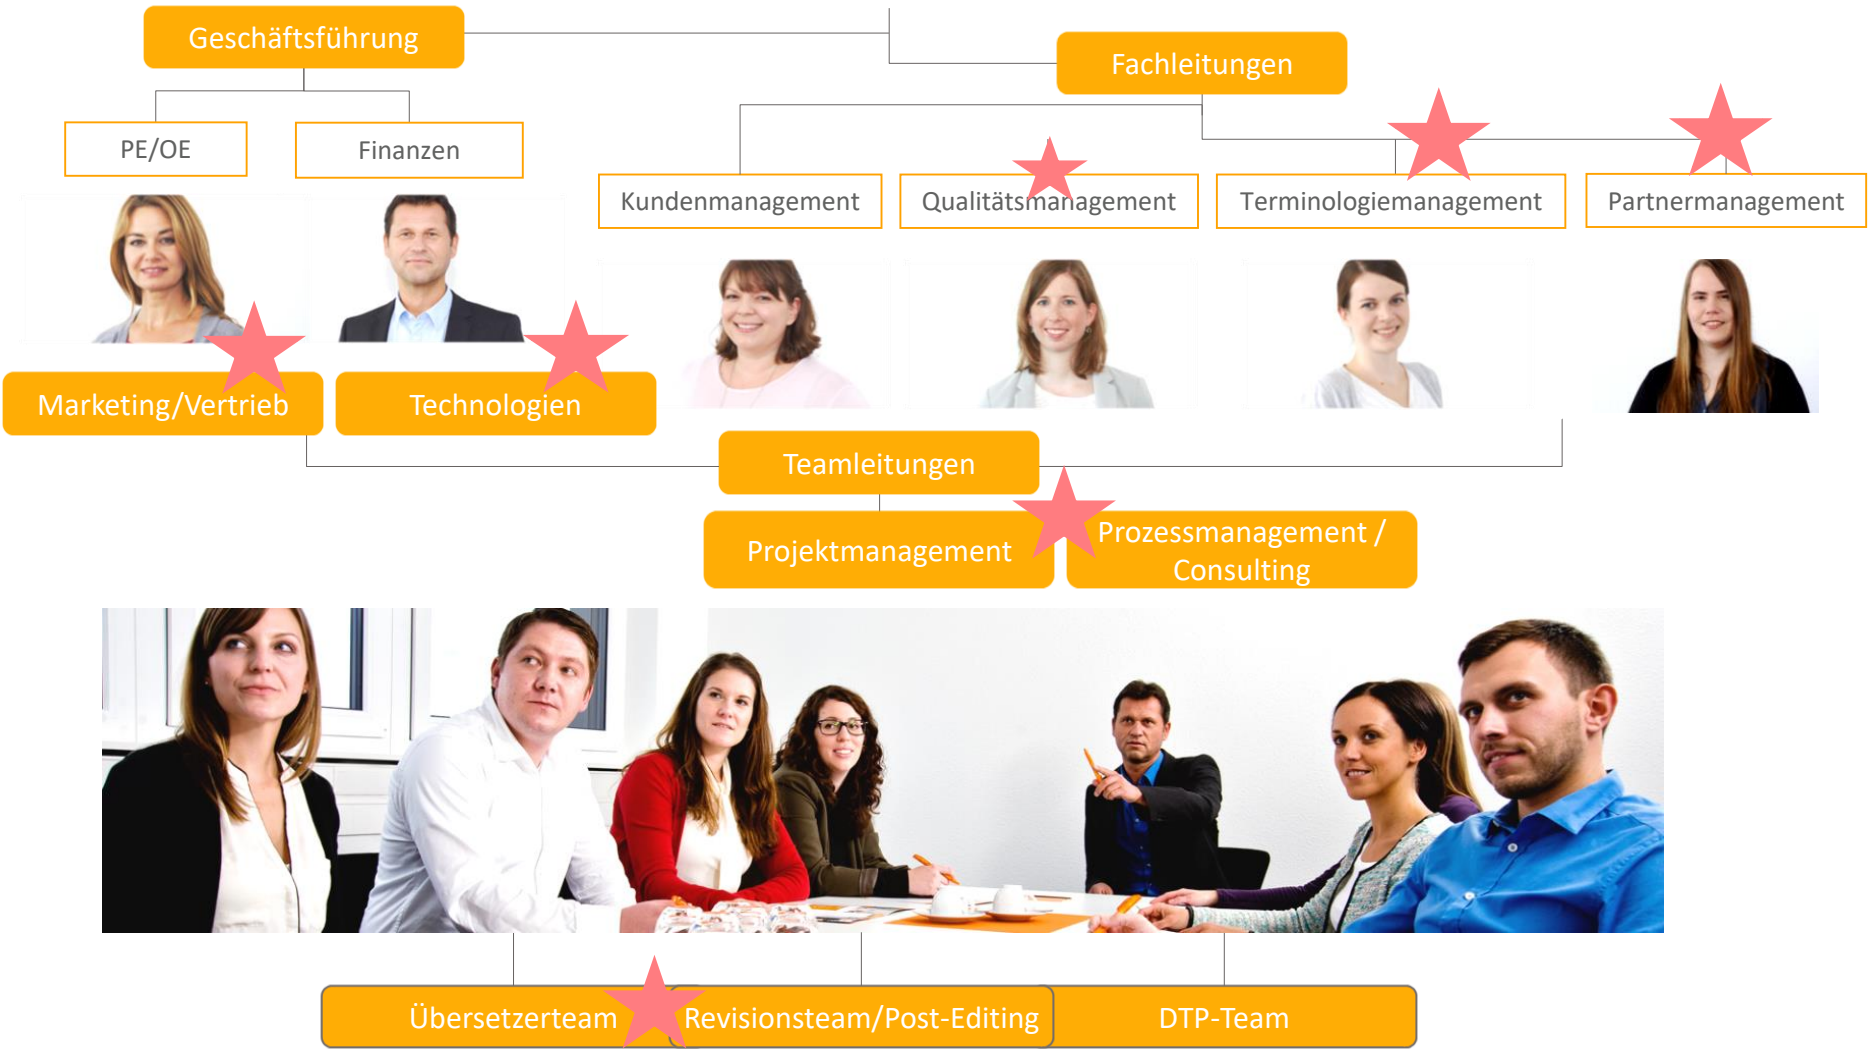 Geschäftsführung
Fachleitungen
PE/OE
Finanzen
Kundenmanagement
Qualitätsmanagement
Terminologiemanagement
Partnermanagement
Marketing/Vertrieb
Technologien
Teamleitungen
Projektmanagement
Prozessmanagement /
Consulting
Übersetzerteam
Revisionsteam/Post-Editing
DTP-Team